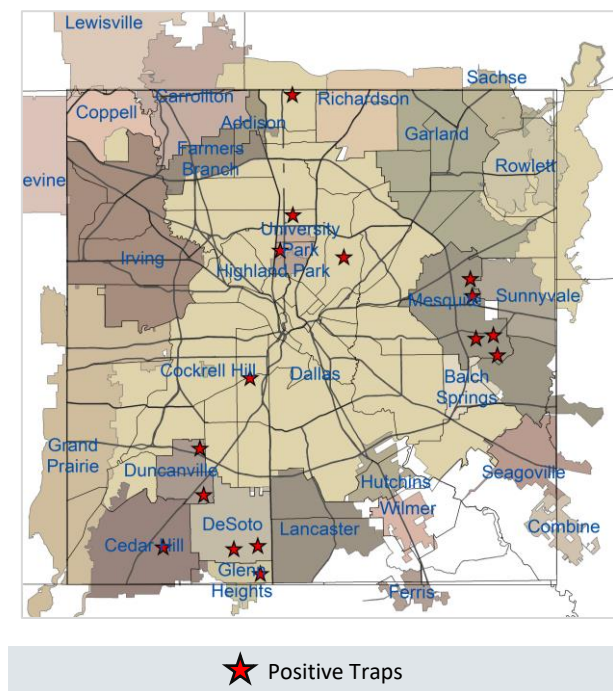 Lewisville
Sachse
Coppell
Carrollton
Richardson
Addison
Garland
Farmers
Branch
Rowlett
evine
University
Park
Irving
Highland Park
Mesquite
Sunnyvale
Cockrell Hill
Dallas
Balch
Springs
Grand
Prairie
Duncanville
Seagoville
Hutchins
Wilmer
DeSoto
Lancaster
Combine
Cedar Hill
Glenn
Heights
Ferris
Positive Traps